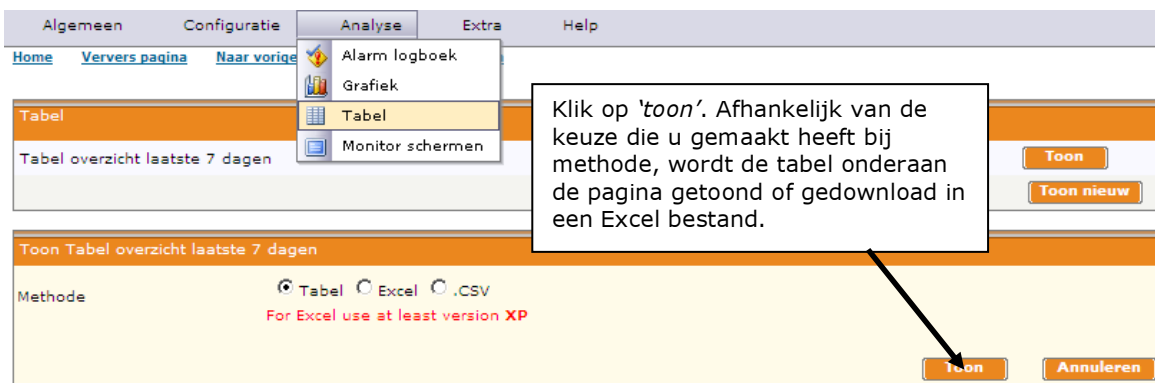 Algemeen Configuratie Analyse Extra Help
Home Ververs pagina Naar vorige
Alarm logboek
Grafiek
Tabel
Monitor schermen
Tabel
Tabel overzicht laatste 7 dagen
Toon
Toon nieuw
Klik op ‘toon’. Afhankelijk van de
keuze die u gemaakt heeft bij
methode, wordt de tabel onderaan
de pagina getoond of gedownload in
een Excel bestand.
Toon Tabel overzicht laatste 7 dagen
Methode
Tabel Excel .CSV
For Excel use at least version XP
Toon Annuleren